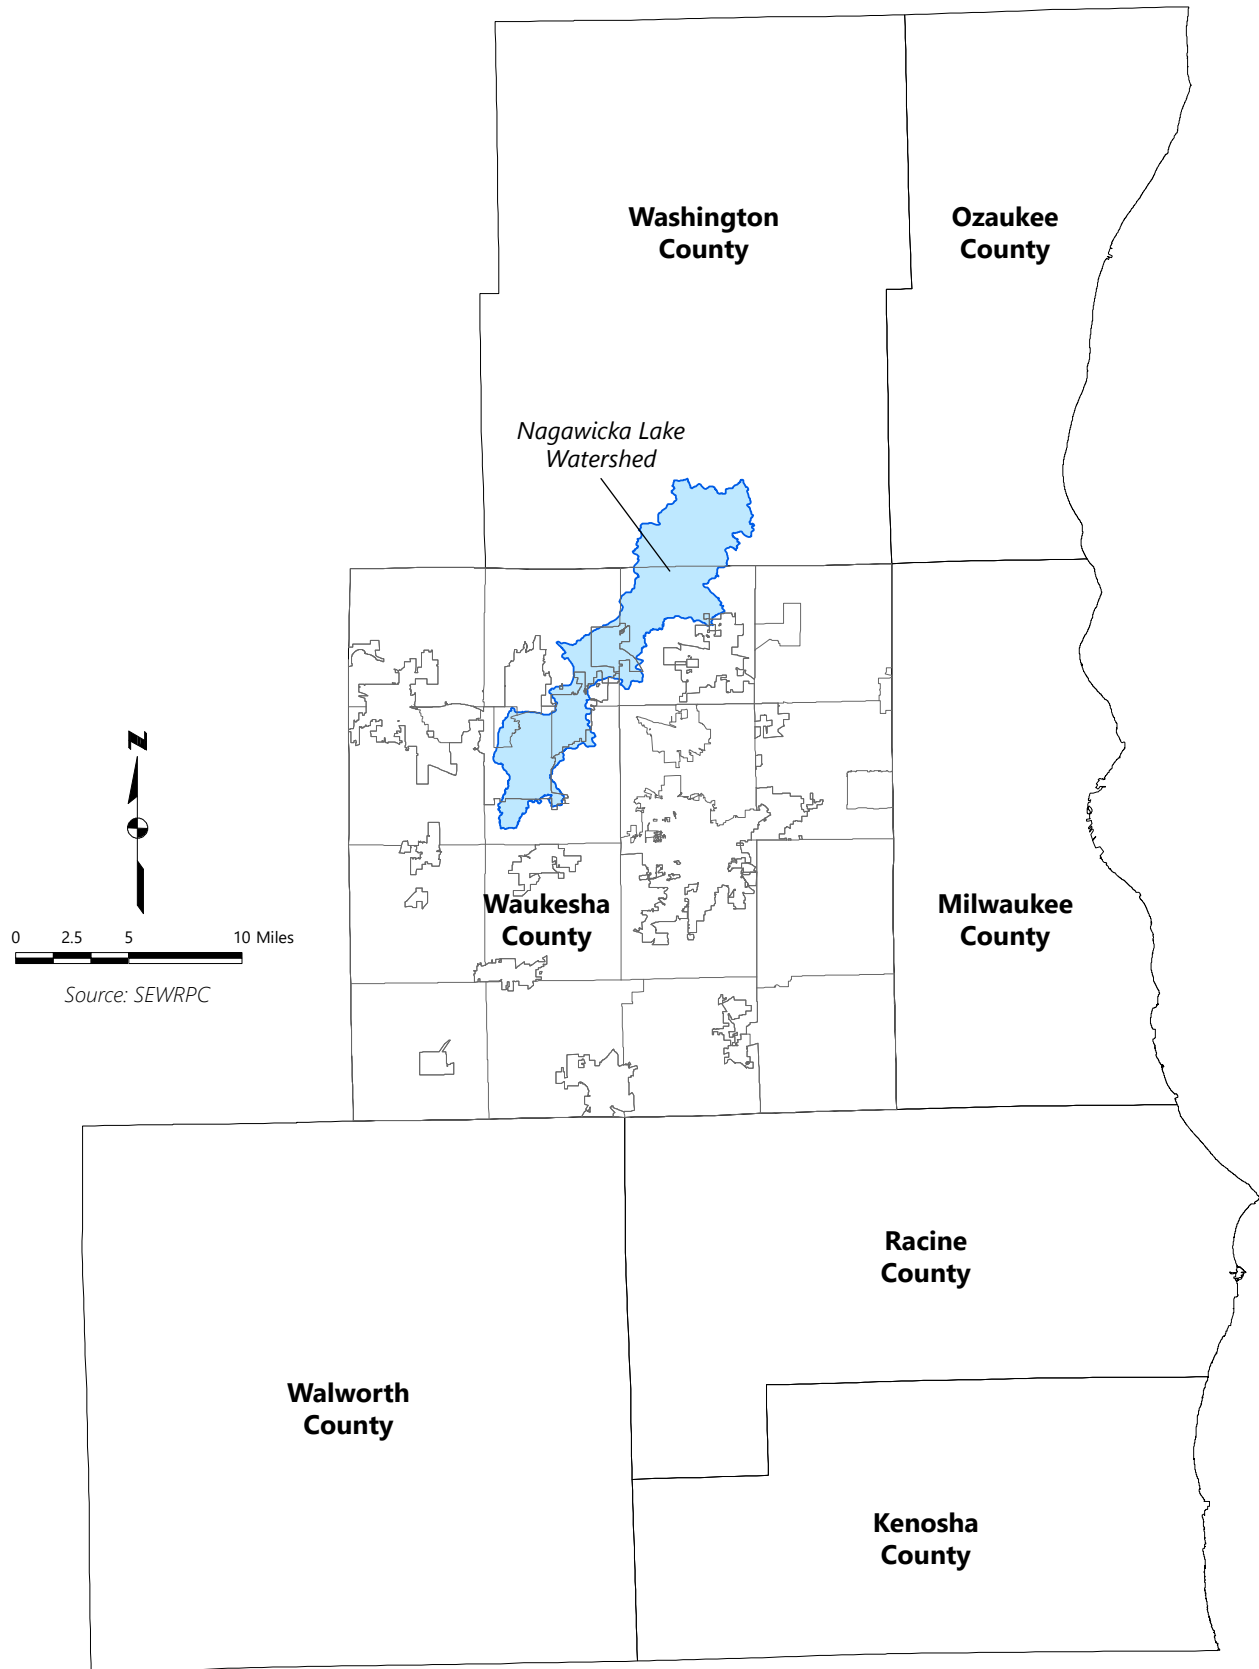 Washington
County
Ozaukee
County
Nagawicka Lake
Watershed
N
0 2.5 5 10 Miles
Source: SEWRPC
Waukesha
County
Milwaukee
County
Racine
County
Walworth
County
Kenosha
County